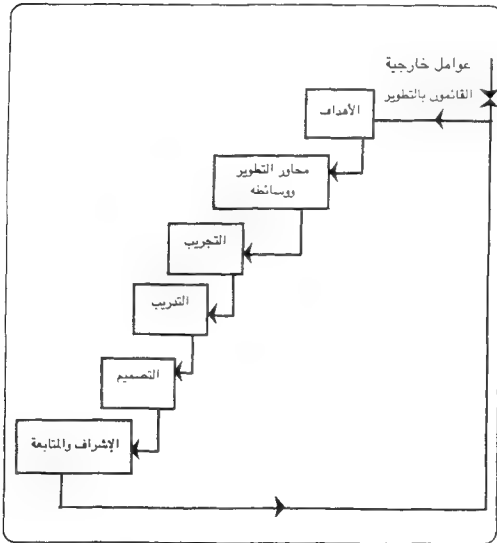 عوامل خارجية
القائمون بالتطوير
الأهداف
محاور التطوير
ووسائطه
التجريب
التدريب
التصميم
الإشراف والمتابعة